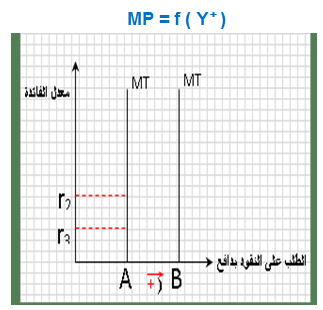 MP = f ( Y⁺ )
MT MT
معدل الفائدة
r₂
r₃
الطلب على النقود بدافع
A B